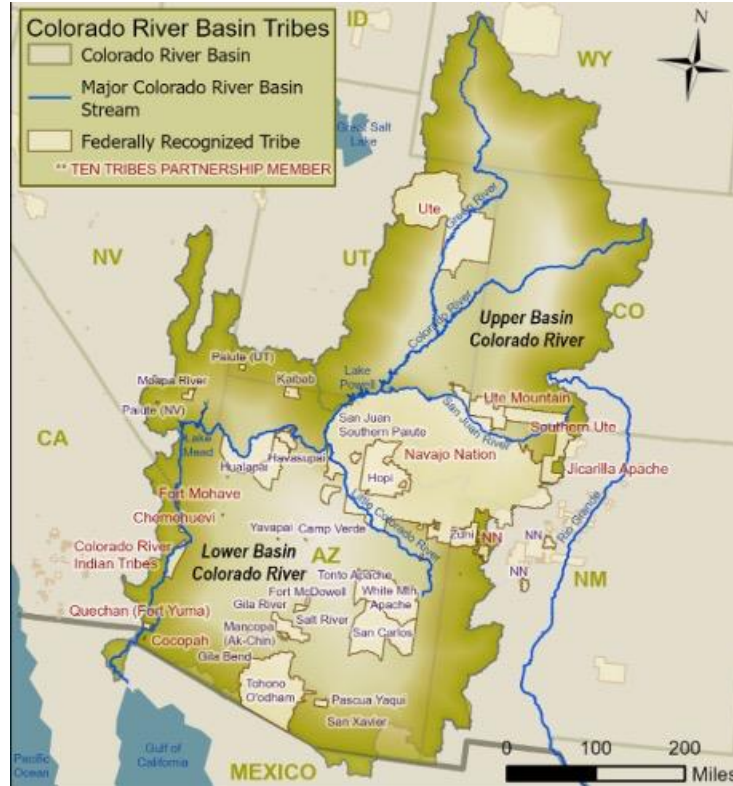 Colorado River Basin Tribes
Colorado River Basin
Major Colorado River Basin
Stream
Federally Recognized Tribe
** TEN TRIBES PARTNERSHIP MEMBER
ID
WY
N
Great Salt
Lake
Ute
Green River
NV
UT
Colorado River
CO
Upper Basin
Colorado River
Paiute (UT)
Moapa River
Kaibab
Lake
Powell
Paiute (NV)
Ute Mountain
San Juan River
Southern Ute
CA
Lake
Mead
San Juan
Southern Paiute
Navajo Nation
Jicarilla Apache
Havasupai
Hualapai
Hopi
Fort Mohave
Rio Grande
Chemehuevi
Little Colorado River
Yavapai
Camp Verde
Zuni
NN
NN
Colorado River
Indian Tribes
Lower Basin
Colorado River
AZ
NN
NM
Tonto Apache
Fort McDowell
White Mtn
Apache
Gila River
Salt River
Quechan (Fort Yuma)
Maricopa
(Ak-Chin)
San Carlos
Cocopah
Gila Bend
Tohono
O'odham
Pascua Yaqui
San Xavier
Gulf of
California
Pacific
Ocean
MEXICO
0 100 200
Miles